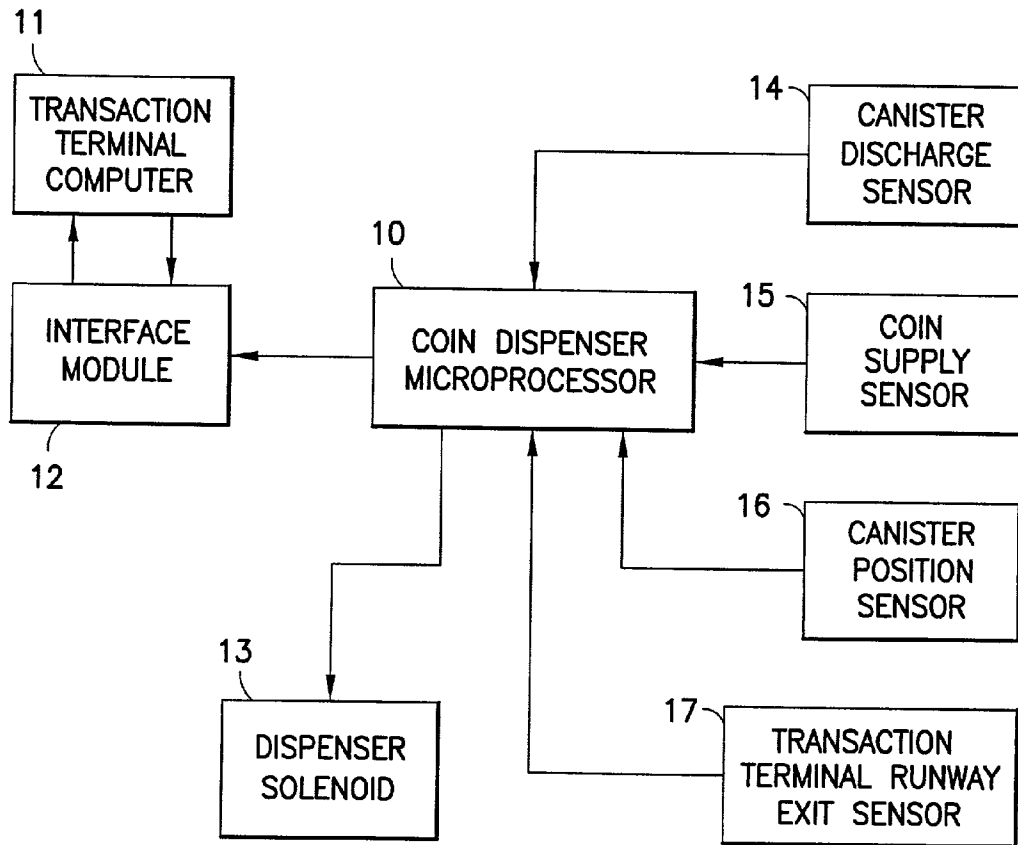 11
TRANSACTION
TERMINAL
COMPUTER
14
CANISTER
DISCHARGE
SENSOR
10
COIN DISPENSER
MICROPROCESSOR
15
COIN
SUPPLY
SENSOR
INTERFACE
MODULE
12
16
CANISTER
POSITION
SENSOR
13
DISPENSER
SOLENOID
17
TRANSACTION
TERMINAL RUNWAY
EXIT SENSOR